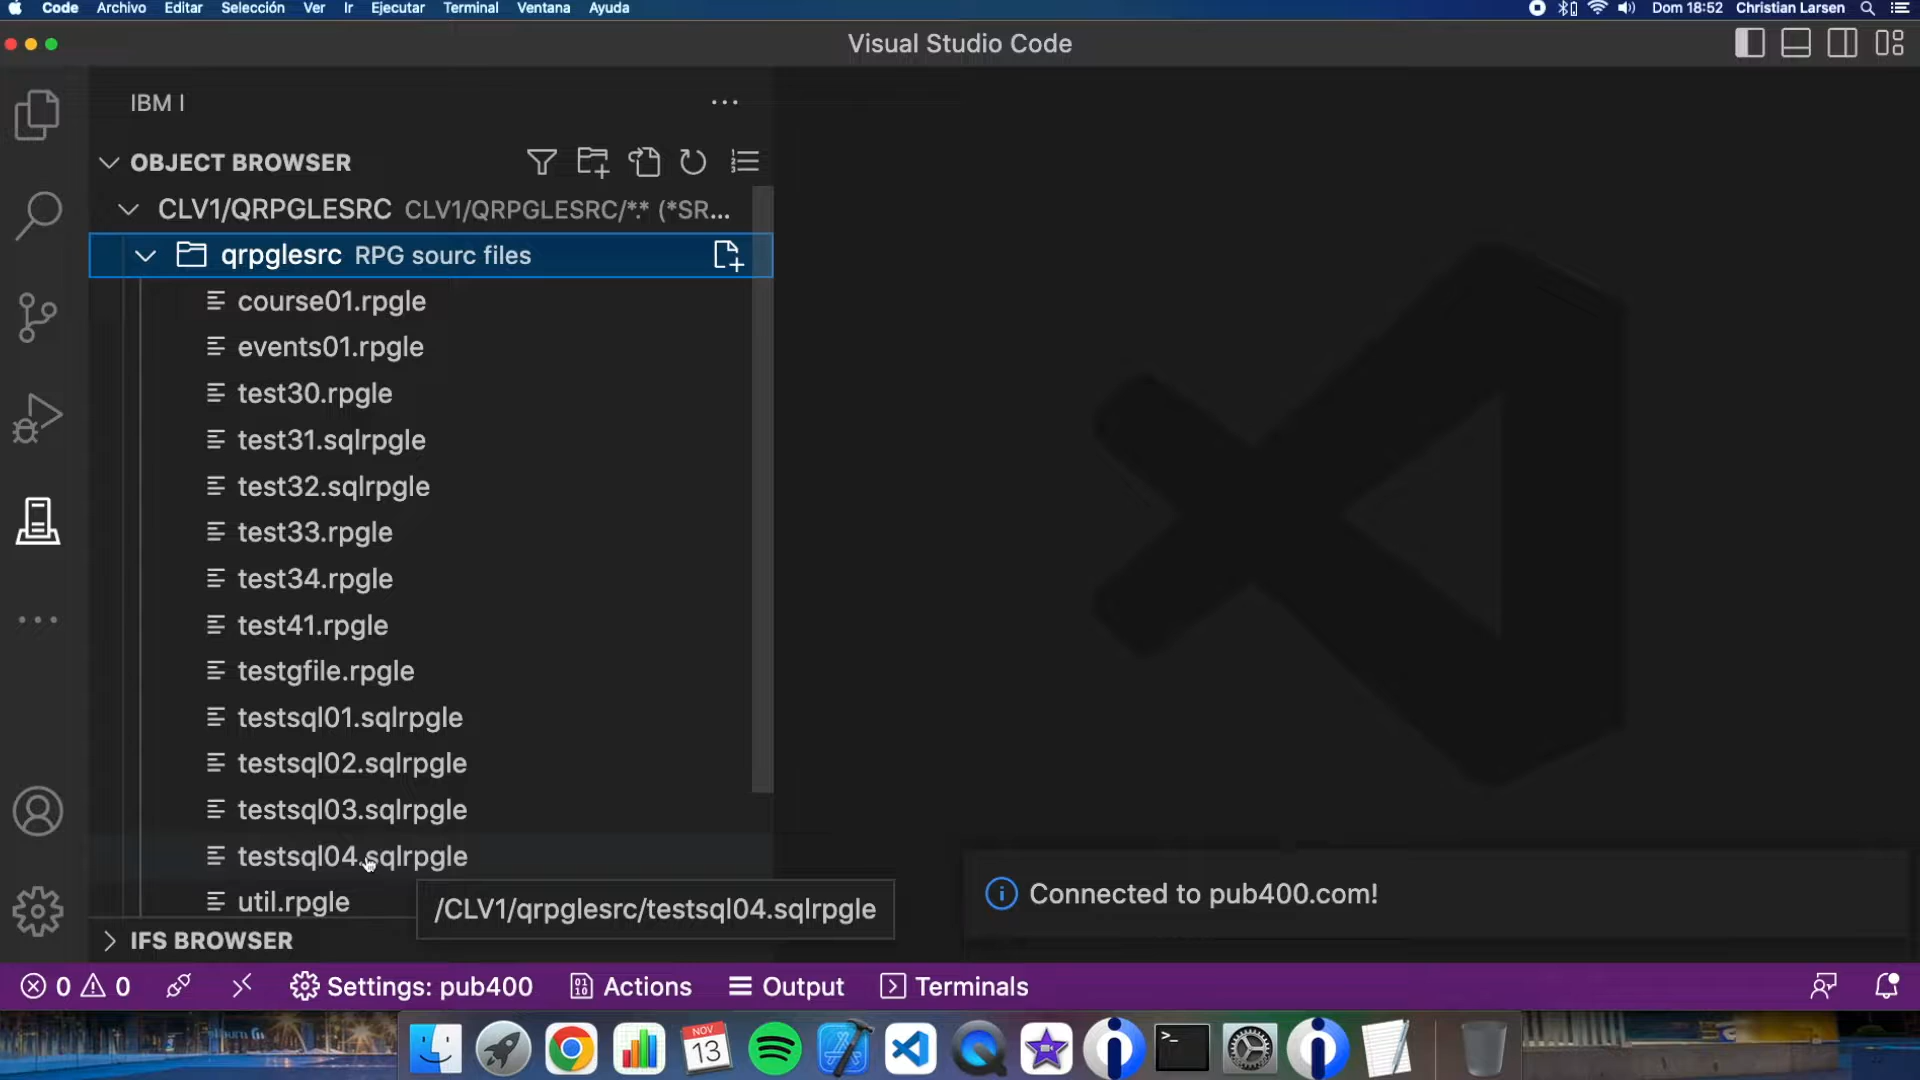 Code Archivo Editar Selección Ver Ir Ejecutar Terminal Ventana Ayuda Dom 18:52 Christian Larsen
Visual Studio Code
IBM I
OBJECT BROWSER
CLV1/QRPGLESRC CLV1/QRPGLESRC/*.* (*SR...
qrpglesrc RPG sourc files
course01.rpgle
events01.rpgle
test30.rpgle
test31.sqlrpgle
test32.sqlrpgle
test33.rpgle
test34.rpgle
test41.rpgle
testgfile.rpgle
testsql01.sqlrpgle
testsql02.sqlrpgle
testsql03.sqlrpgle
testsql04.sqlrpgle
util.rpgle
/CLV1/qrpglesrc/testsql04.sqlrpgle
Connected to pub400.com!
IFS BROWSER
0 0 Settings: pub400 Actions Output Terminals
NOV
13